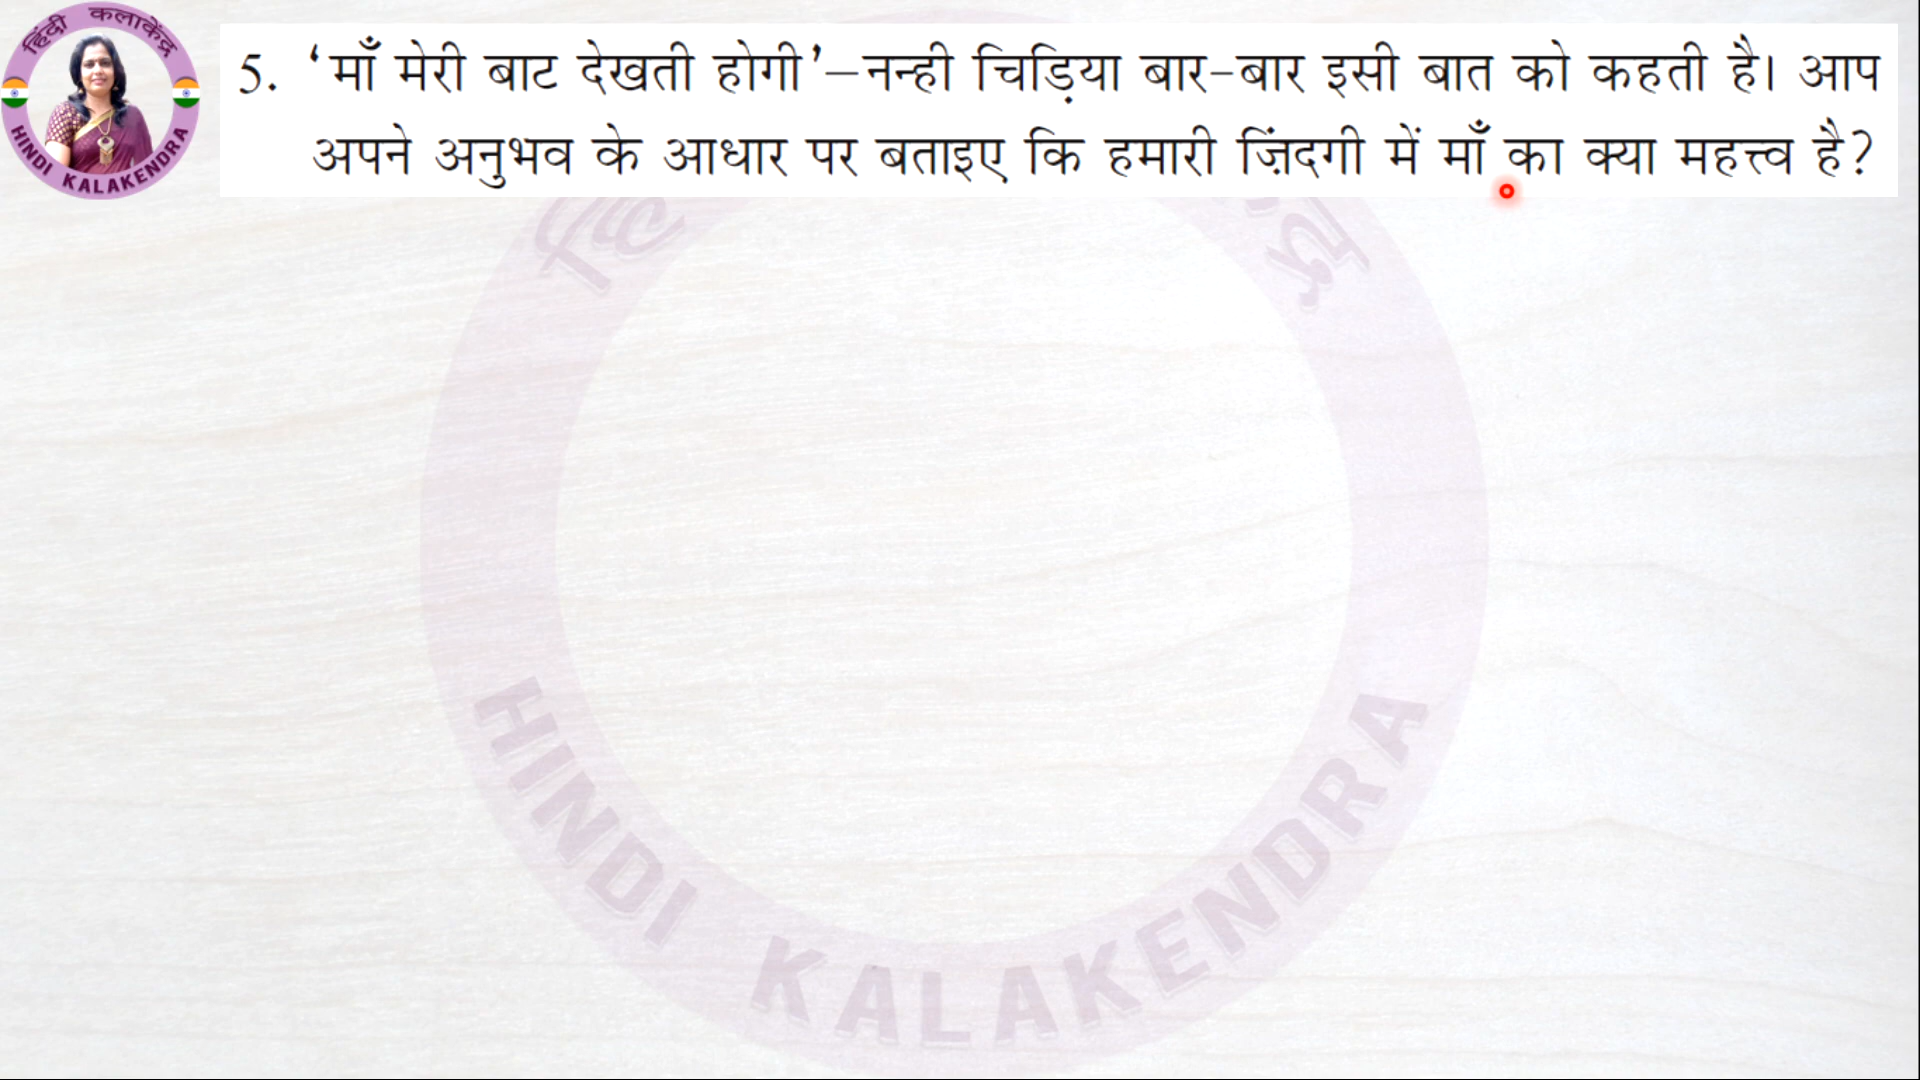 हिंदी कलाकेंद्र
HINDI KALAKENDRA
5. ‘माँ मेरी बाट देखती होगी’–नन्ही चिड़िया बार-बार इसी बात को कहती है। आप
अपने अनुभव के आधार पर बताइए कि हमारी ज़िंदगी में माँ का क्या महत्त्व है?
HINDI KALAKENDRA